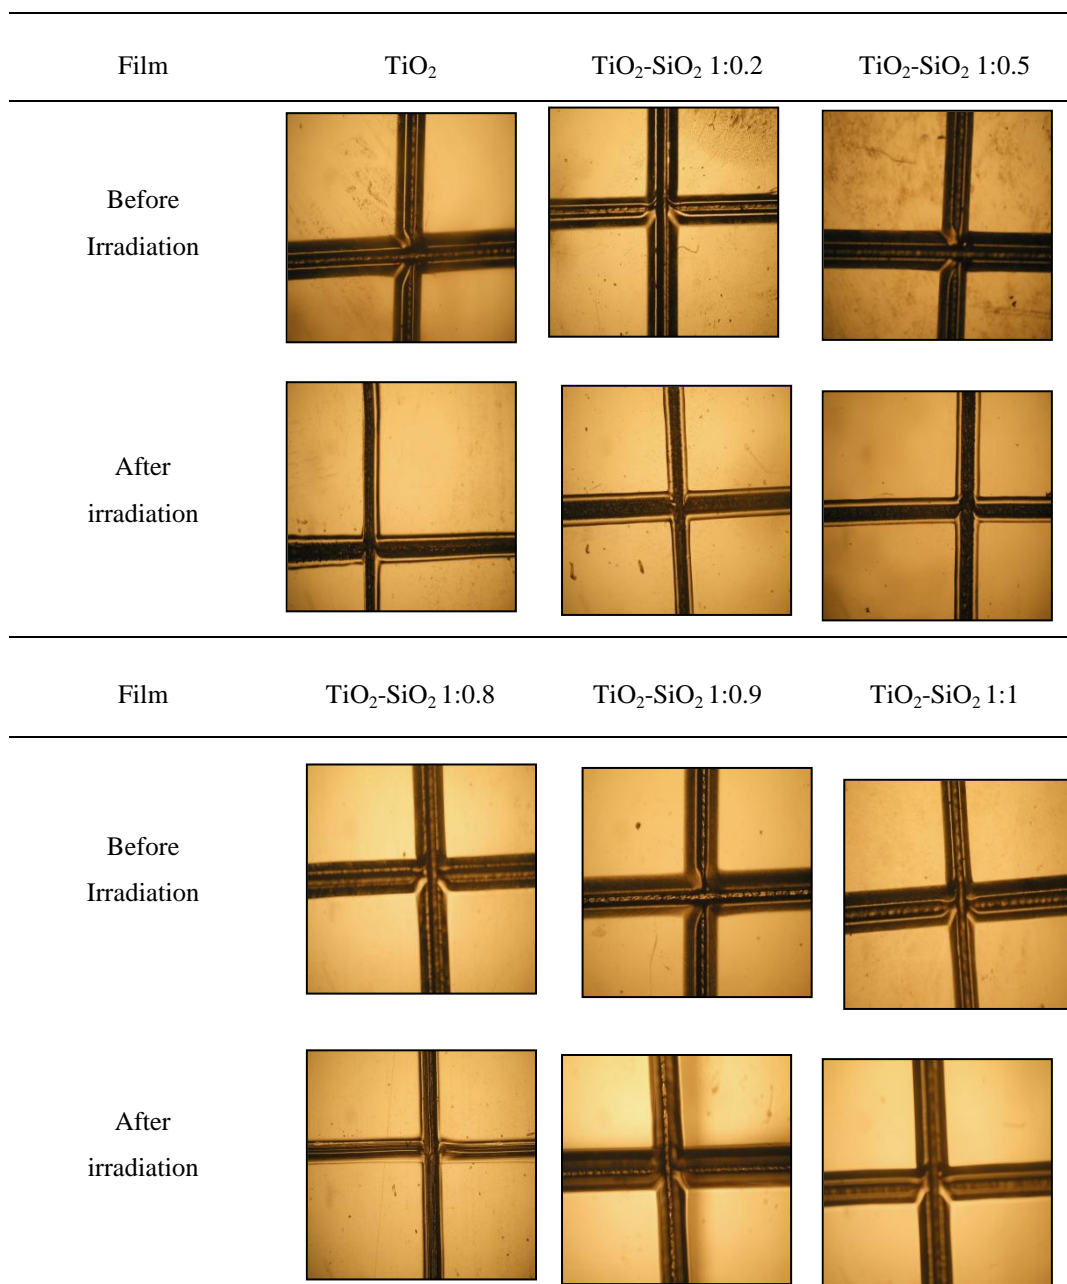 Film TiO₂ TiO₂-SiO₂ 1:0.2 TiO₂-SiO₂ 1:0.5
Before
Irradiation
After
irradiation
Film TiO₂-SiO₂ 1:0.8 TiO₂-SiO₂ 1:0.9 TiO₂-SiO₂ 1:1
Before
Irradiation
After
irradiation